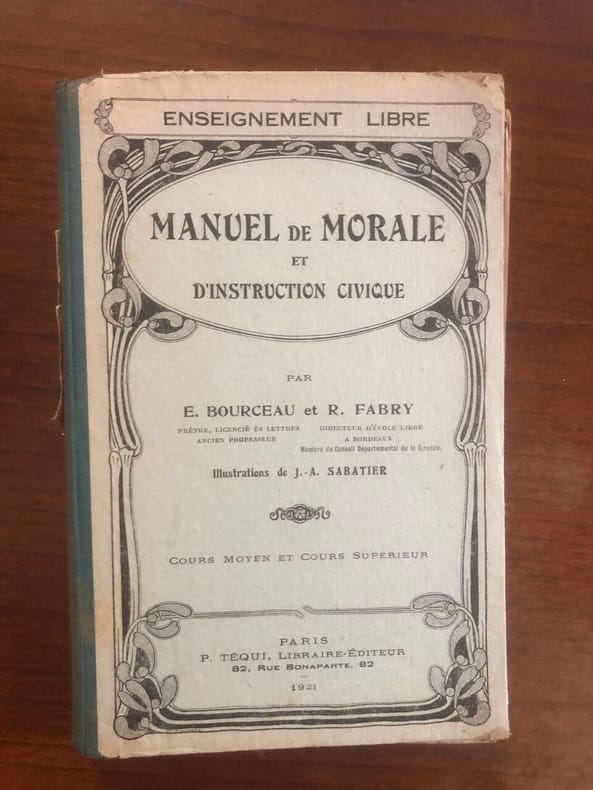 ENSEIGNEMENT LIBRE
MANUEL DE MORALE
ET
D'INSTRUCTION CIVIQUE
PAR
E. BOURCEAU et R. FABRY
PRÊTRE, LICENCIÉ ÈS LETTRES DIRECTEUR D'ÉCOLE LIBRE
ANCIEN PROFESSEUR A BORDEAUX
Membre du Conseil Départemental de la Gironde.
Illustrations de J.-A. SABATIER
COURS MOYEN ET COURS SUPÉRIEUR
PARIS
P. TÉQUI, LIBRAIRE-ÉDITEUR
82, RUE BONAPARTE, 82
1921